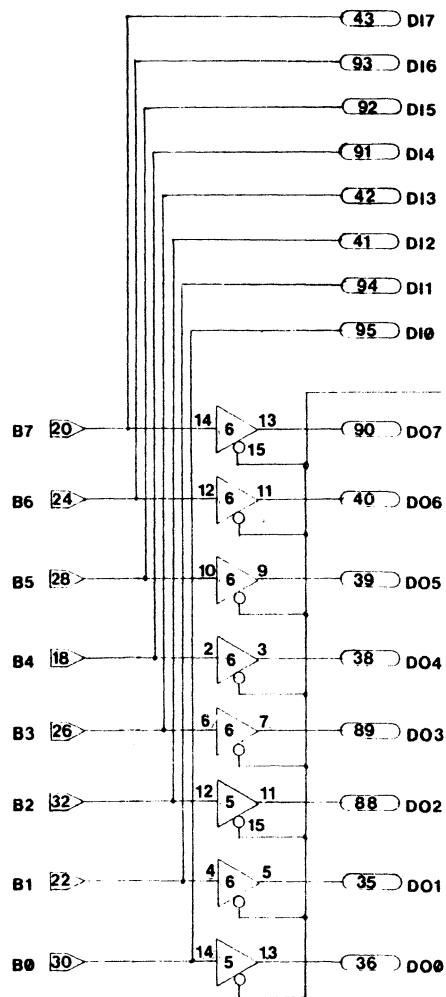 43 DI7
93 DI6
92 DI5
91 DI4
42 DI3
41 DI2
94 DI1
95 DI0
B7 20 14 6 13 15 90 DO7
B6 24 12 6 11 40 DO6
B5 28 10 6 9 39 DO5
B4 18 2 6 3 38 DO4
B3 26 6 6 7 89 DO3
B2 32 12 5 11 15 88 DO2
B1 22 4 6 5 35 DO1
B0 30 14 5 13 36 DO0